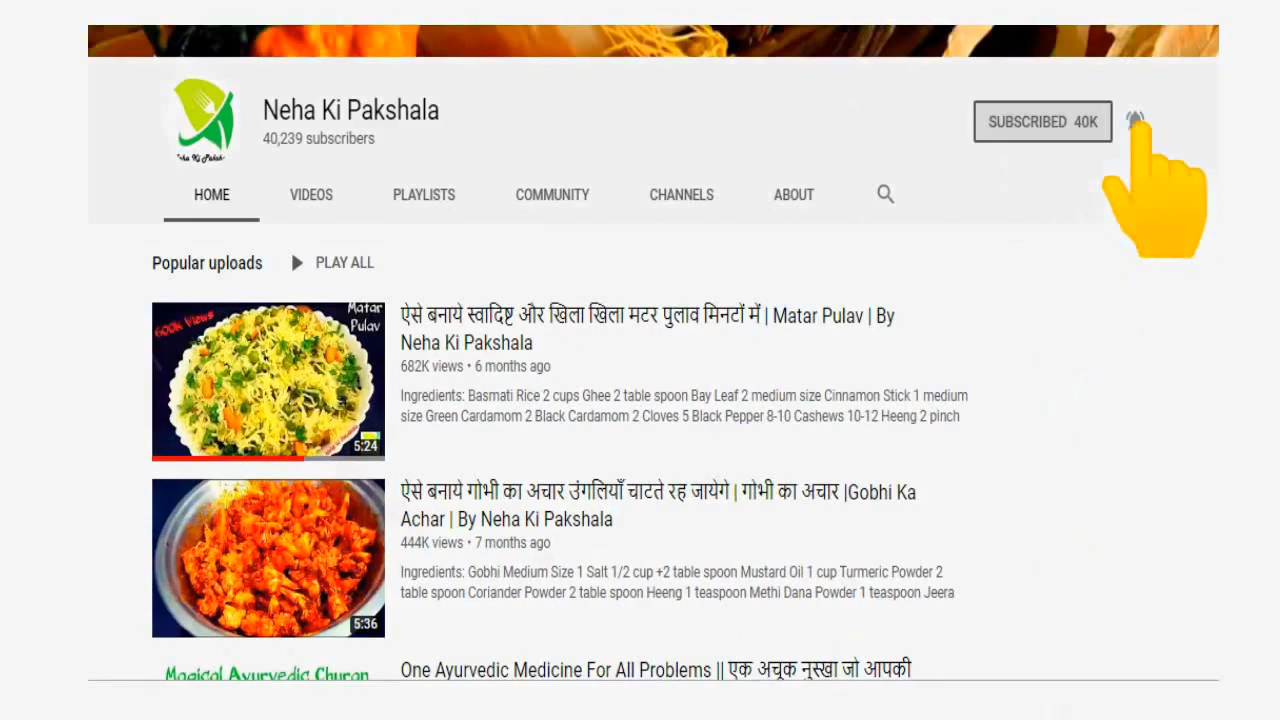 Neha Ki Pakshala
40,239 subscribers
SUBSCRIBED 40K
HOME VIDEOS PLAYLISTS COMMUNITY CHANNELS ABOUT
Popular uploads PLAY ALL
600K Views
Matar
Pulav
5:24
ऐसे बनाये स्वादिष्ट और खिला खिला मटर पुलाव मिनटों में | Matar Pulav | By
Neha Ki Pakshala
682K views • 6 months ago
Ingredients: Basmati Rice 2 cups Ghee 2 table spoon Bay Leaf 2 medium size Cinnamon Stick 1 medium
size Green Cardamom 2 Black Cardamom 2 Cloves 5 Black Pepper 8-10 Cashews 10-12 Heeng 2 pinch
5:36
ऐसे बनाये गोभी का अचार उंगलियाँ चाटते रह जायेगे | गोभी का अचार |Gobhi Ka
Achar | By Neha Ki Pakshala
444K views • 7 months ago
Ingredients: Gobhi Medium Size 1 Salt 1/2 cup +2 table spoon Mustard Oil 1 cup Turmeric Powder 2
table spoon Coriander Powder 2 table spoon Heeng 1 teaspoon Methi Dana Powder 1 teaspoon Jeera
Magical Ayurvedic Churan
One Ayurvedic Medicine For All Problems || एक अचूक नुस्खा जो आपकी